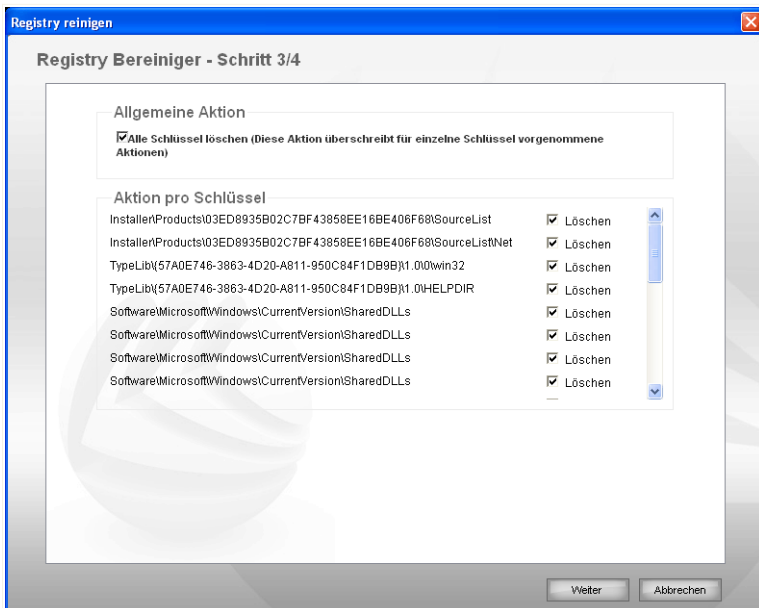 Registry reinigen
Registry Bereiniger - Schritt 3/4
Allgemeine Aktion
Alle Schlüssel löschen (Diese Aktion überschreibt für einzelne Schlüssel vorgenommene
Aktionen)
Aktion pro Schlüssel
Installer\Products\03ED8935B02C7BF43858EE16BE406F68\SourceList Löschen
Installer\Products\03ED8935B02C7BF43858EE16BE406F68\SourceList\Net Löschen
TypeLib\{57A0E746-3863-4D20-A811-950C84F1DB9B}\1.0\0\win32 Löschen
TypeLib\{57A0E746-3863-4D20-A811-950C84F1DB9B}\1.0\HELPDIR Löschen
Software\Microsoft\Windows\CurrentVersion\SharedDLLs Löschen
Software\Microsoft\Windows\CurrentVersion\SharedDLLs Löschen
Software\Microsoft\Windows\CurrentVersion\SharedDLLs Löschen
Software\Microsoft\Windows\CurrentVersion\SharedDLLs Löschen
Weiter Abbrechen